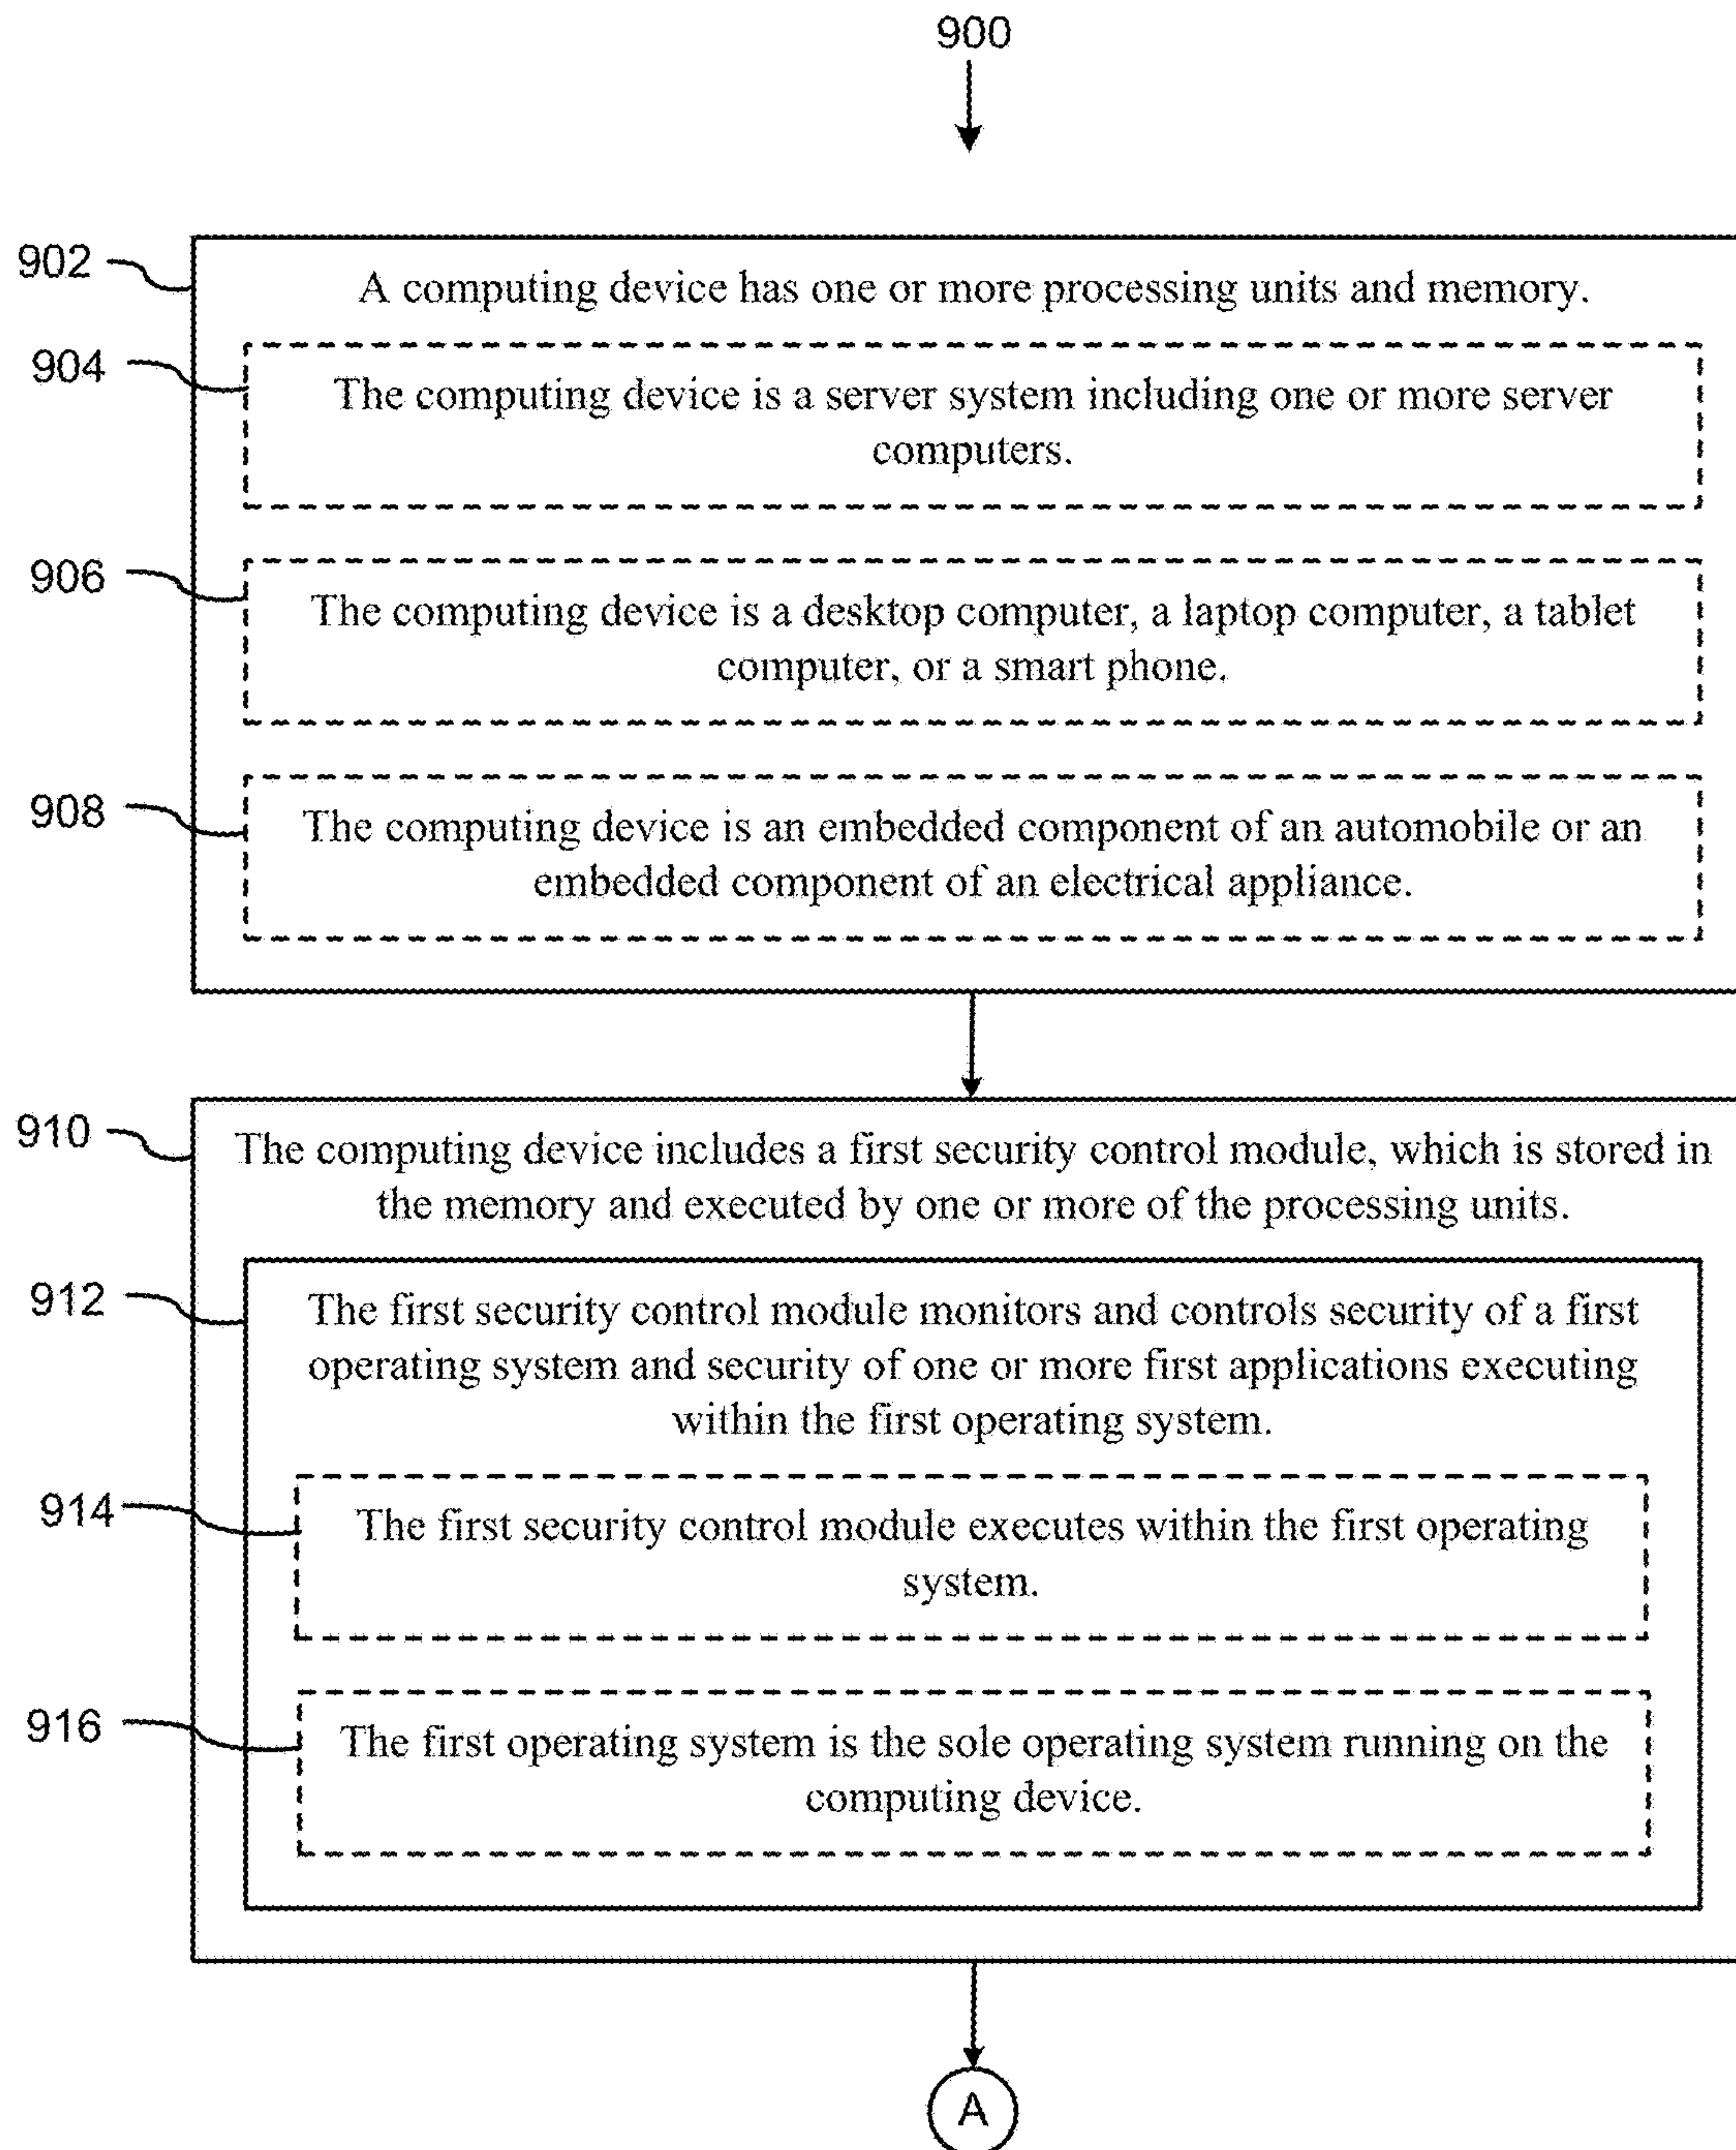 900
902
A computing device has one or more processing units and memory.
904
The computing device is a server system including one or more server
computers.
906
The computing device is a desktop computer, a laptop computer, a tablet
computer, or a smart phone.
908
The computing device is an embedded component of an automobile or an
embedded component of an electrical appliance.
910
The computing device includes a first security control module, which is stored in
the memory and executed by one or more of the processing units.
912
The first security control module monitors and controls security of a first
operating system and security of one or more first applications executing
within the first operating system.
914
The first security control module executes within the first operating
system.
916
The first operating system is the sole operating system running on the
computing device.
A